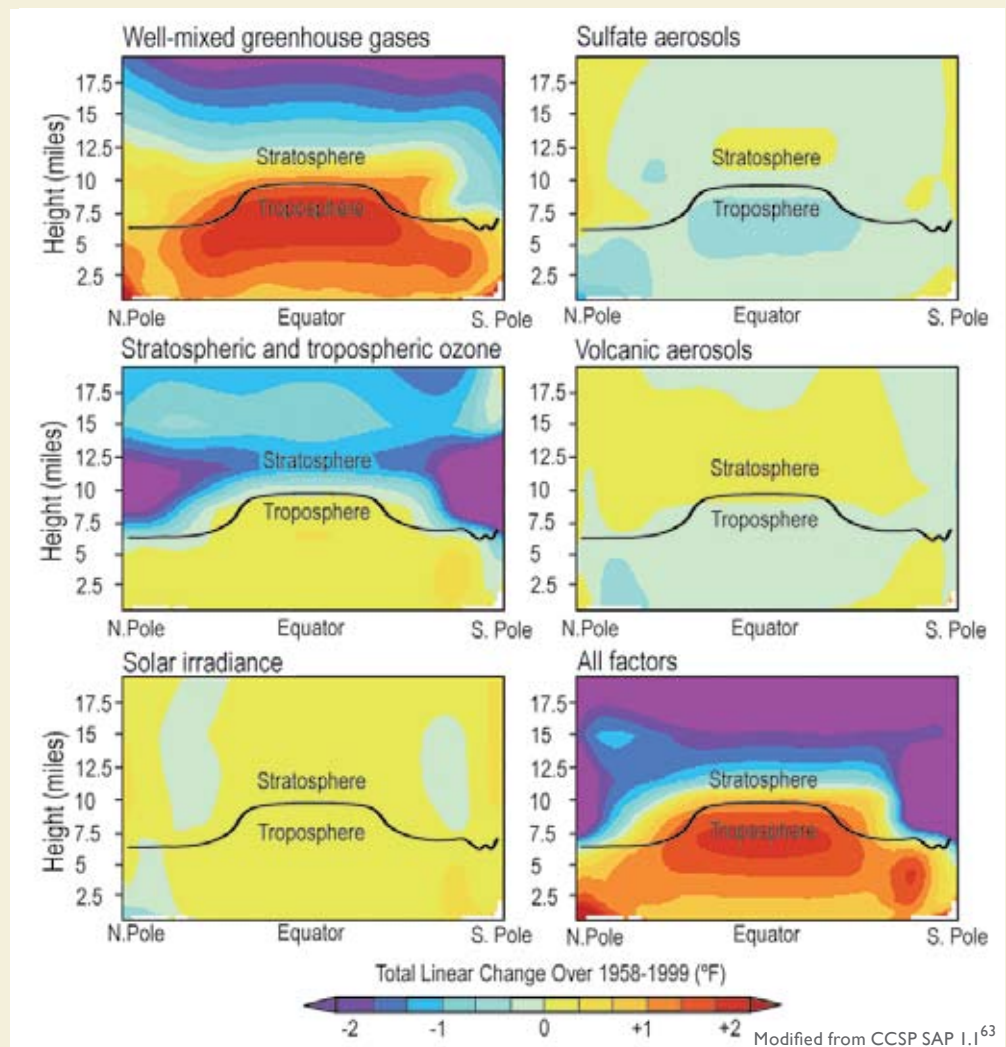 Well-mixed greenhouse gases
Height (miles)
17.5
15
12.5
10
7.5
5
2.5
Stratosphere
Troposphere
N.Pole Equator S. Pole
Sulfate aerosols
17.5
15
12.5
10
7.5
5
2.5
Stratosphere
Troposphere
N.Pole Equator S. Pole
Stratospheric and tropospheric ozone
Height (miles)
17.5
15
12.5
10
7.5
5
2.5
Stratosphere
Troposphere
N.Pole Equator S. Pole
Volcanic aerosols
17.5
15
12.5
10
7.5
5
2.5
Stratosphere
Troposphere
N.Pole Equator S. Pole
Solar irradiance
Height (miles)
17.5
15
12.5
10
7.5
5
2.5
Stratosphere
Troposphere
N.Pole Equator S. Pole
All factors
17.5
15
12.5
10
7.5
5
2.5
Stratosphere
Troposphere
N.Pole Equator S. Pole
Total Linear Change Over 1958-1999 (ºF)
-2 -1 0 +1 +2
Modified from CCSP SAP 1.1⁶³